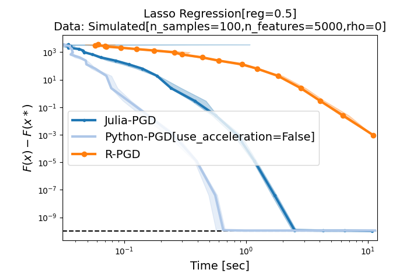 Lasso Regression[reg=0.5]
Data: Simulated[n_samples=100,n_features=5000,rho=0]
10³
10¹
10⁻¹
10⁻³
10⁻⁵
10⁻⁷
10⁻⁹
F(x) − F(x*)
Julia-PGD
Python-PGD[use_acceleration=False]
R-PGD
10⁻¹
10⁰
10¹
Time [sec]